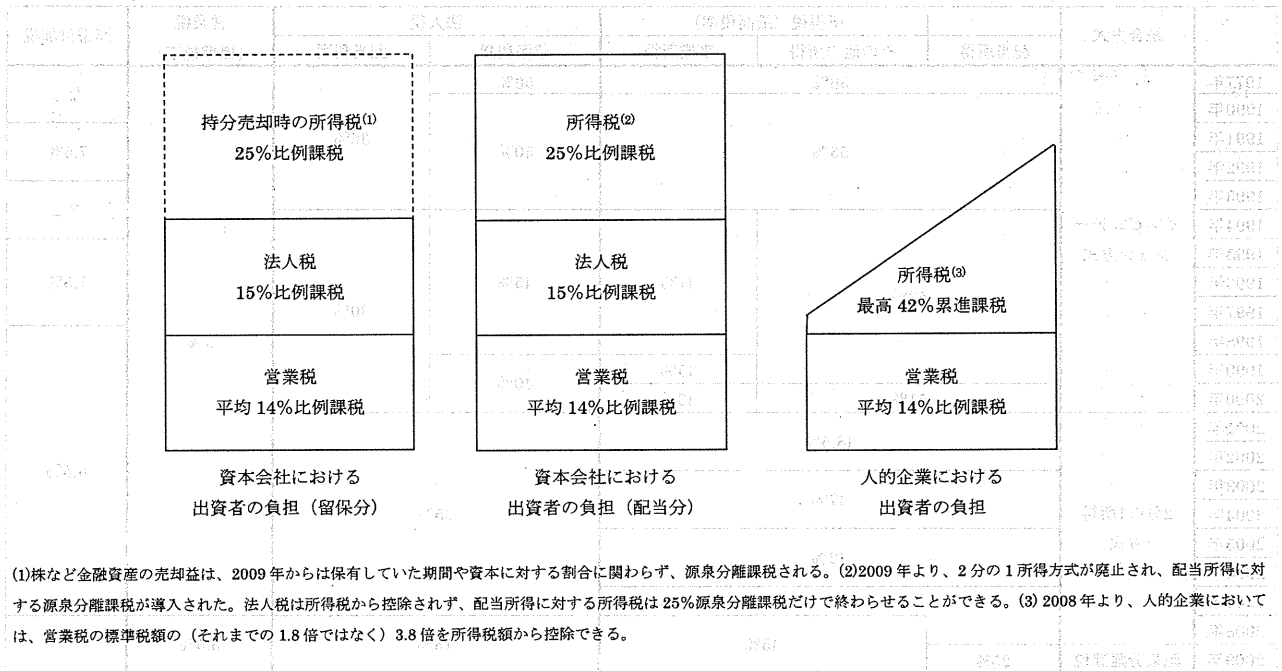 持分売却時の所得税(1)
25%比例課税
法人税
15%比例課税
営業税
平均 14%比例課税
資本会社における
出資者の負担（留保分）
所得税(2)
25%比例課税
法人税
15%比例課税
営業税
平均 14%比例課税
資本会社における
出資者の負担（配当分）
所得税(3)
最高 42%累進課税
営業税
平均 14%比例課税
人的企業における
出資者の負担
(1)株など金融資産の売却益は、2009 年からは保有していた期間や資本に対する割合に関わらず、源泉分離課税される。(2)2009 年より、2 分の 1 所得方式が廃止され、配当所得に対
する源泉分離課税が導入された。法人税は所得税から控除されず、配当所得に対する所得税は 25%源泉分離課税だけで終わらせることができる。(3) 2008 年より、人的企業において
は、営業税の標準税額の（それまでの 1.8 倍ではなく）3.8 倍を所得税額から控除できる。